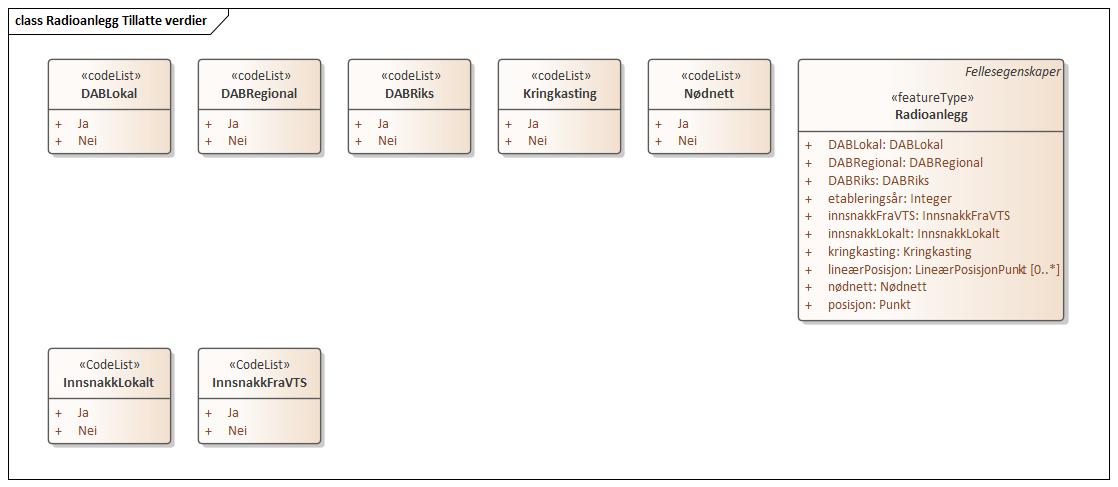 class Radioanlegg Tillatte verdier
«codeList»
DABLokal
+ Ja
+ Nei
«codeList»
DABRegional
+ Ja
+ Nei
«codeList»
DABRiks
+ Ja
+ Nei
«codeList»
Kringkasting
+ Ja
+ Nei
«codeList»
Nødnett
+ Ja
+ Nei
Fellesegenskaper
«featureType»
Radioanlegg
+ DABLokal: DABLokal
+ DABRegional: DABRegional
+ DABRiks: DABRiks
+ etableringsår: Integer
+ innsnakkFraVTS: InnsnakkFraVTS
+ innsnakkLokalt: InnsnakkLokalt
+ kringkasting: Kringkasting
+ lineærPosisjon: LineærPosisjonPunkt [0..*]
+ nødnett: Nødnett
+ posisjon: Punkt
«CodeList»
InnsnakkLokalt
+ Ja
+ Nei
«CodeList»
InnsnakkFraVTS
+ Ja
+ Nei